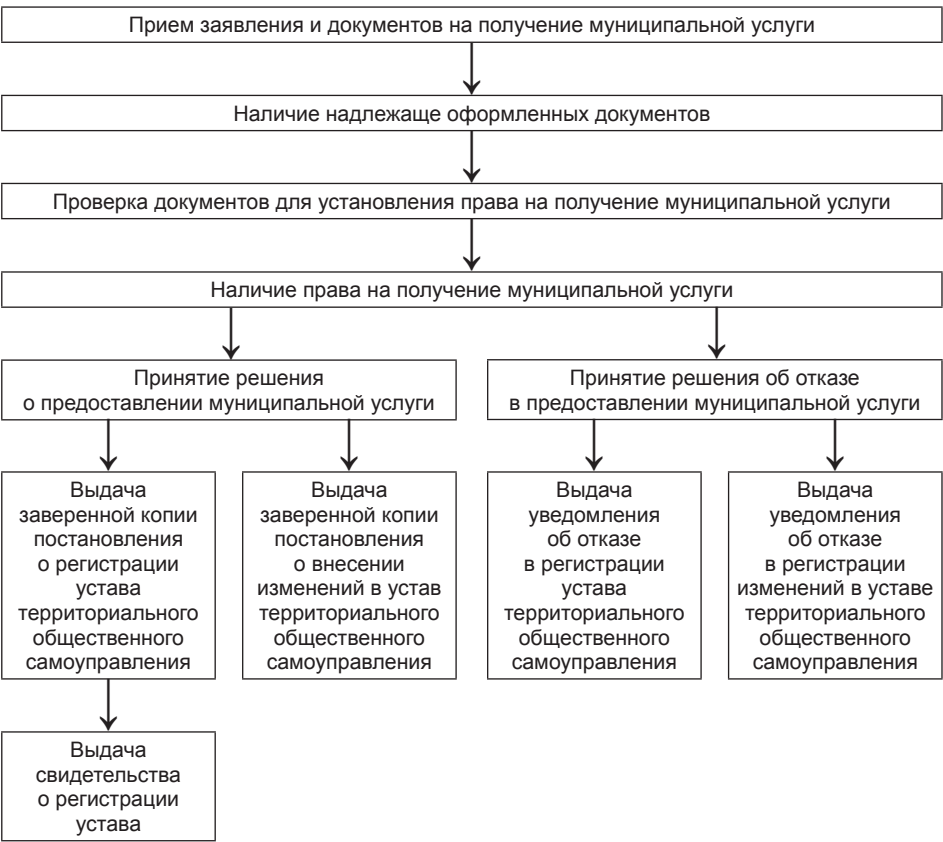 Прием заявления и документов на получение муниципальной услуги
Наличие надлежаще оформленных документов
Проверка документов для установления права на получение муниципальной услуги
Наличие права на получение муниципальной услуги
Принятие решения
о предоставлении муниципальной услуги
Принятие решения об отказе
в предоставлении муниципальной услуги
Выдача
заверенной копии
постановления
о регистрации
устава
территориального
общественного
самоуправления
Выдача
заверенной копии
постановления
о внесении
изменений в устав
территориального
общественного
самоуправления
Выдача
уведомления
об отказе
в регистрации
устава
территориального
общественного
самоуправления
Выдача
уведомления
об отказе
в регистрации
изменений в уставе
территориального
общественного
самоуправления
Выдача
свидетельства
о регистрации
устава